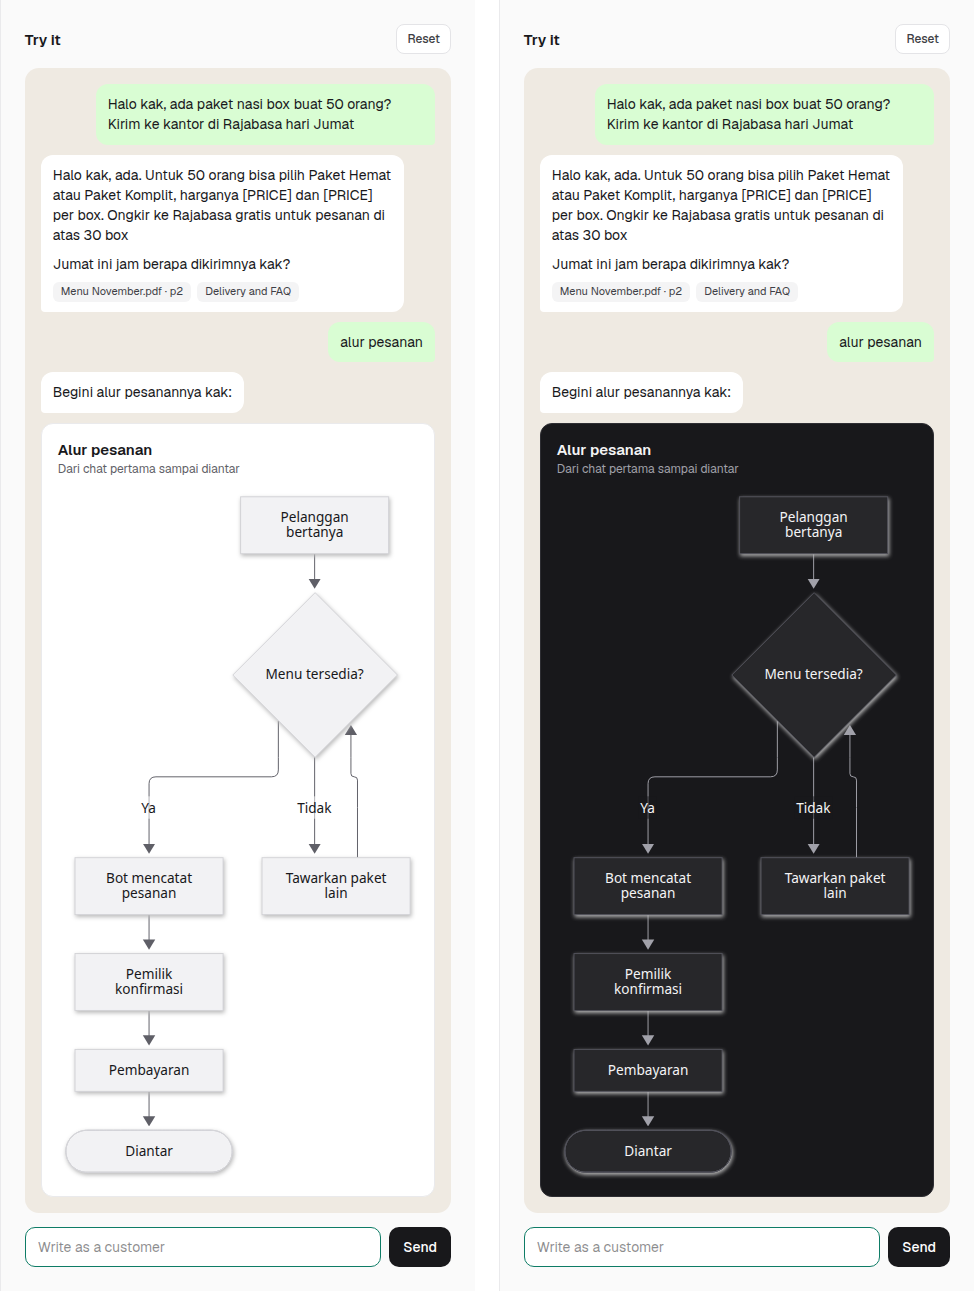 Try it
Reset
Halo kak, ada paket nasi box buat 50 orang?
Kirim ke kantor di Rajabasa hari Jumat
Halo kak, ada. Untuk 50 orang bisa pilih Paket Hemat
atau Paket Komplit, harganya [PRICE] dan [PRICE]
per box. Ongkir ke Rajabasa gratis untuk pesanan di
atas 30 box
Jumat ini jam berapa dikirimnya kak?
Menu November.pdf · p2
Delivery and FAQ
alur pesanan
Begini alur pesanannya kak:
Alur pesanan
Dari chat pertama sampai diantar
Pelanggan
bertanya
Menu tersedia?
Ya
Tidak
Bot mencatat
pesanan
Tawarkan paket
lain
Pemilik
konfirmasi
Pembayaran
Diantar
Write as a customer
Send
Try it
Reset
Halo kak, ada paket nasi box buat 50 orang?
Kirim ke kantor di Rajabasa hari Jumat
Halo kak, ada. Untuk 50 orang bisa pilih Paket Hemat
atau Paket Komplit, harganya [PRICE] dan [PRICE]
per box. Ongkir ke Rajabasa gratis untuk pesanan di
atas 30 box
Jumat ini jam berapa dikirimnya kak?
Menu November.pdf · p2
Delivery and FAQ
alur pesanan
Begini alur pesanannya kak:
Alur pesanan
Dari chat pertama sampai diantar
Pelanggan
bertanya
Menu tersedia?
Ya
Tidak
Bot mencatat
pesanan
Tawarkan paket
lain
Pemilik
konfirmasi
Pembayaran
Diantar
Write as a customer
Send